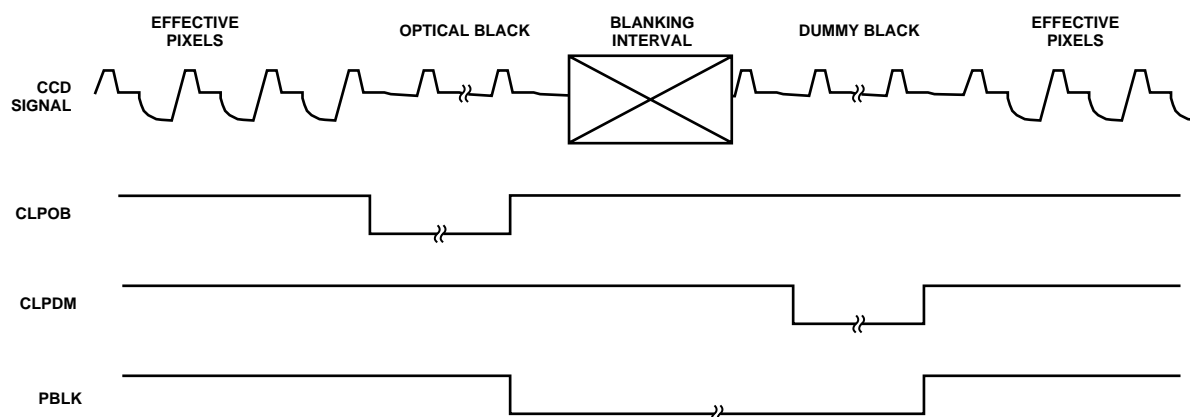 EFFECTIVE
PIXELS
OPTICAL BLACK
BLANKING
INTERVAL
DUMMY BLACK
EFFECTIVE
PIXELS
CCD
SIGNAL
CLPOB
CLPDM
PBLK